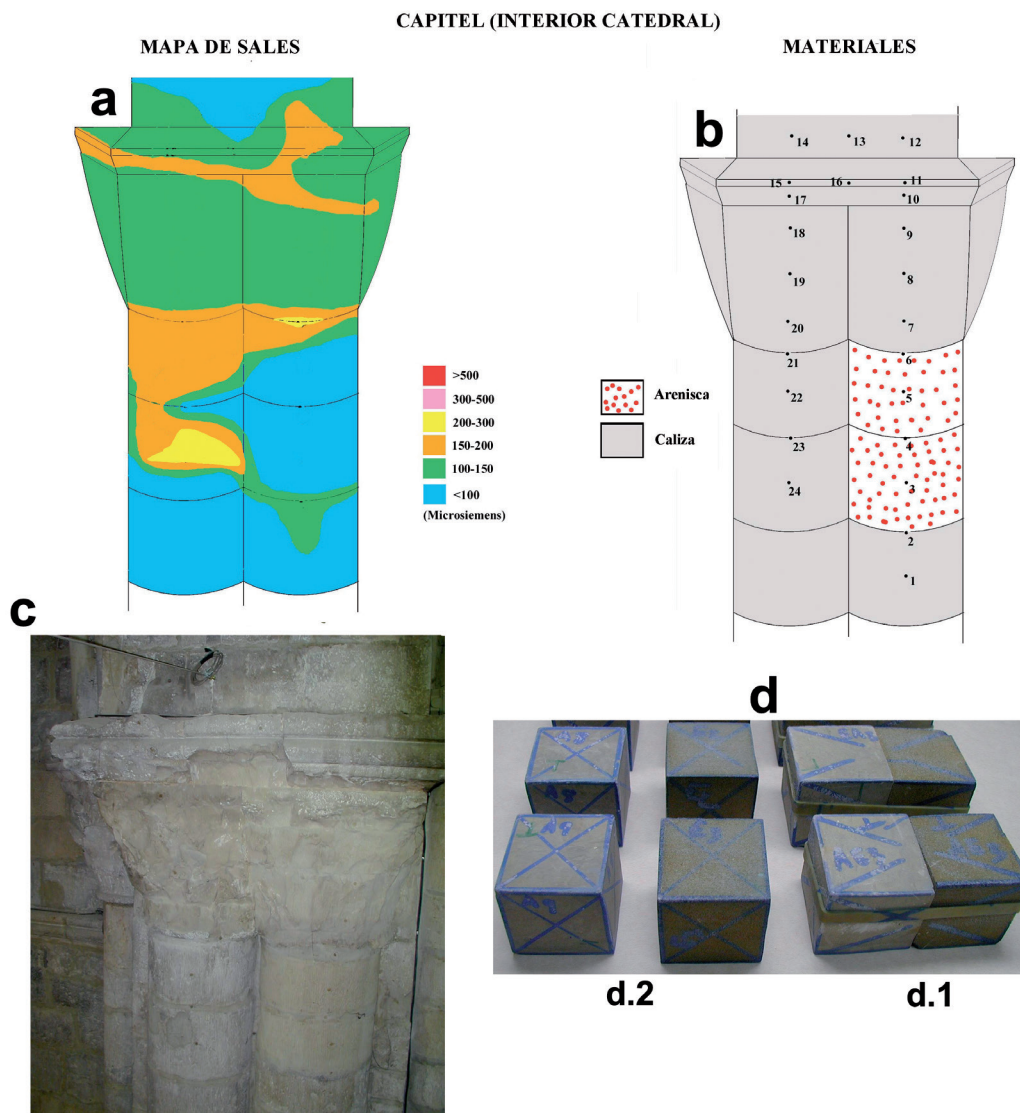 CAPITEL (INTERIOR CATEDRAL)
MAPA DE SALES
MATERIALES
a
b
14 13 12
15 16 11
17 10
18 9
19 8
20 7
21 6
22 5
23 4
24 3
2
1
>500
300-500
200-300
150-200
100-150
<100
(Microsiemens)
Arenisca
Caliza
c
d
A8
A8
d.2
d.1